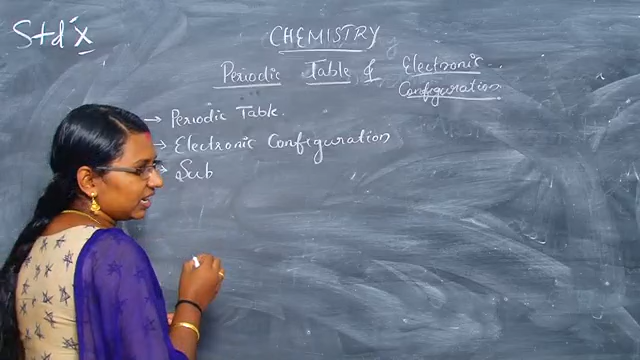 Std X
CHEMISTRY
Periodic Table & Electronic
Configuration
→ Periodic Table.
→ Electronic Configuration
→ Sub